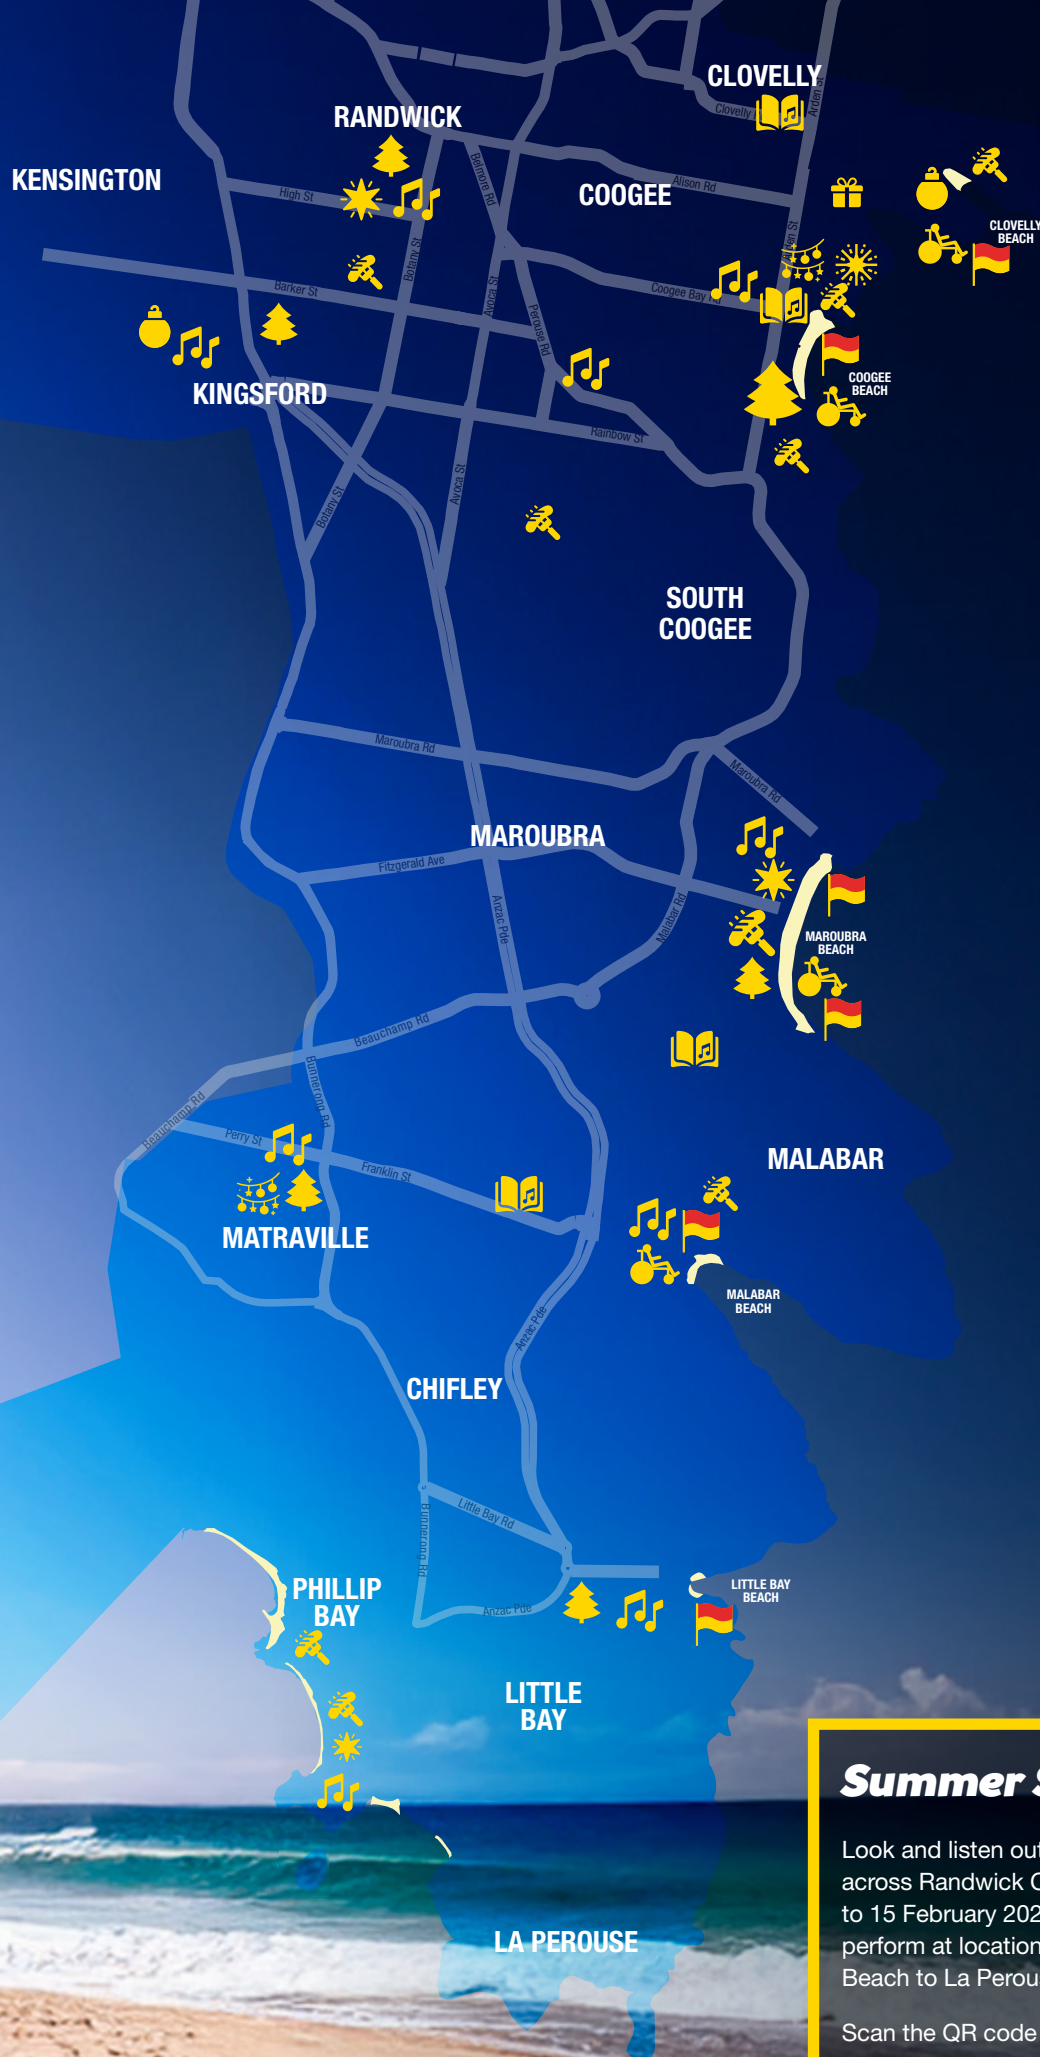 CLOVELLY
Clovelly
Arden St
RANDWICK
KENSINGTON
High St
Belmore Rd
COOGEE
Alison Rd
CLOVELLY
BEACH
Botany St
Barker St
Avoca St
Perouse Rd
Coogee Bay
COOGEE
BEACH
KINGSFORD
Rainbow St
Botany St
Avoca St
SOUTH
COOGEE
Maroubra Rd
Maroubra Rd
MAROUBRA
Fitzgerald Ave
Anzac Pde
Malabar Rd
MAROUBRA
BEACH
Beauchamp Rd
Bunnerong Rd
Beauchamp Rd
Perry St
Franklin St
MALABAR
MATRAVILLE
MALABAR
BEACH
Anzac Pde
CHIFLEY
Little Bay Rd
Bunnerong Rd
PHILLIP
BAY
Anzac Pde
LITTLE BAY
BEACH
LITTLE
BAY
LA PEROUSE
Summer
Look and listen out
across Randwick
to 15 February
perform at
Beach to La
Scan the QR code